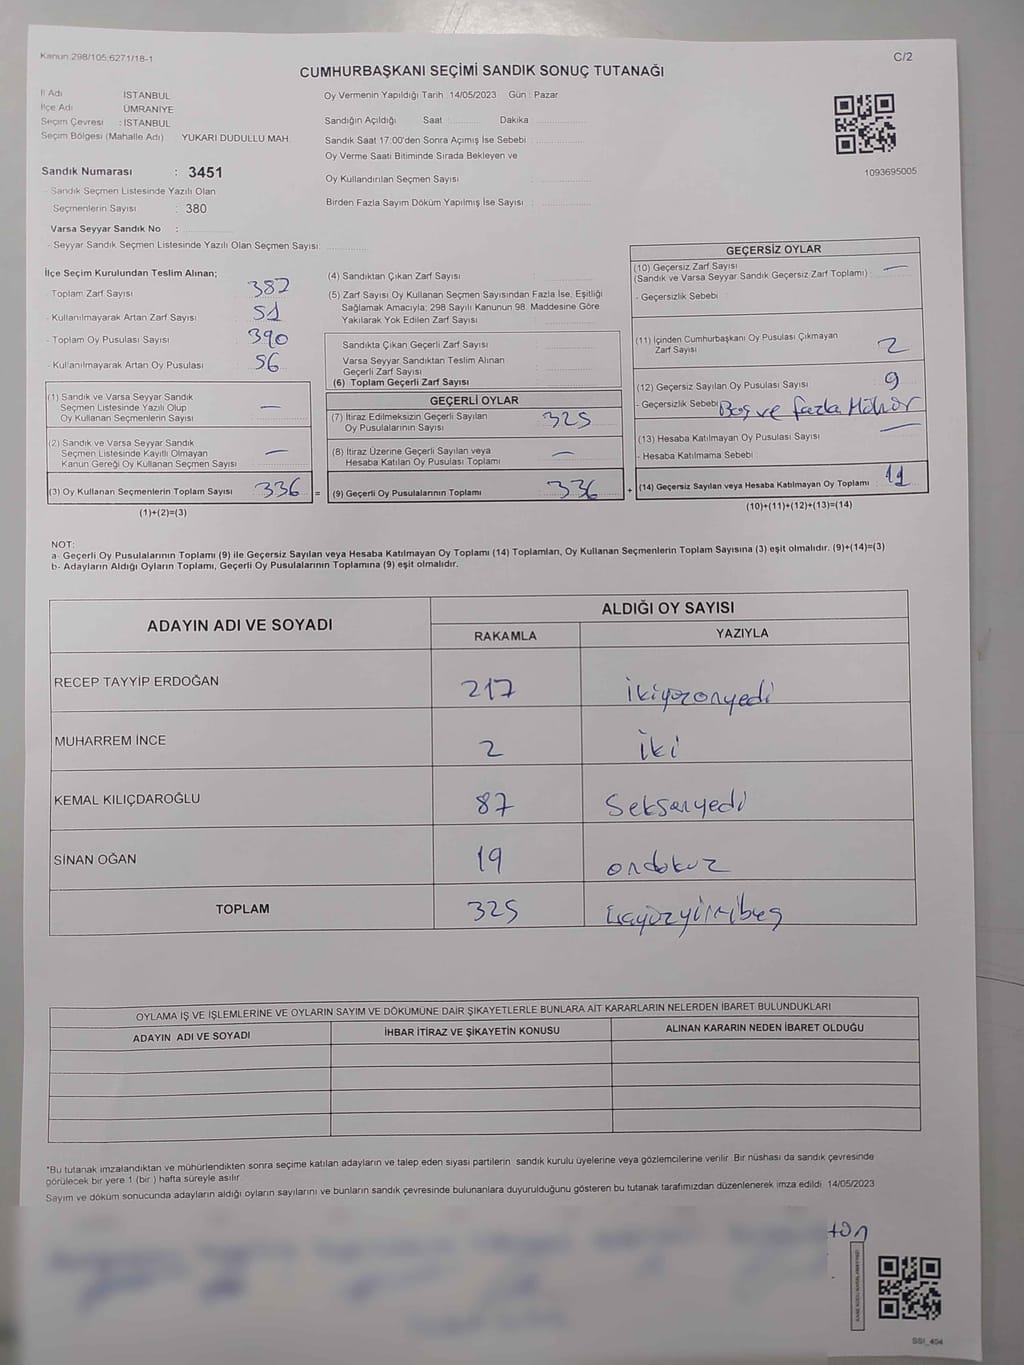 Kanun:298/105;6271/18-1
C/2
CUMHURBAŞKANI SEÇİMİ SANDIK SONUÇ TUTANAĞI
İl Adı İSTANBUL
İlçe Adı ÜMRANİYE
Seçim Çevresi : İSTANBUL
Seçim Bölgesi (Mahalle Adı) YUKARI DUDULLU MAH.
Oy Vermenin Yapıldığı Tarih :14/05/2023 Gün : Pazar
Sandığın Açıldığı Saat : Dakika
Sandık Saat 17:00'den Sonra Açımış İse Sebebi
Oy Verme Saati Bitiminde Sırada Bekleyen ve
Oy Kullandırılan Seçmen Sayısı :
Birden Fazla Sayım Döküm Yapılmış İse Sayısı :
1093695005
Sandık Numarası : 3451
- Sandık Seçmen Listesinde Yazılı Olan
Seçmenlerin Sayısı : 380
Varsa Seyyar Sandık No :
- Seyyar Sandık Seçmen Listesinde Yazılı Olan Seçmen Sayısı:
İlçe Seçim Kurulundan Teslim Alınan;
- Toplam Zarf Sayısı 387
- Kullanılmayarak Artan Zarf Sayısı 51
- Toplam Oy Pusulası Sayısı 390
- Kullanılmayarak Artan Oy Pusulası 56
(1) Sandık ve Varsa Seyyar Sandık
Seçmen Listesinde Yazılı Olup
Oy Kullanan Seçmenlerin Sayısı —
(2) Sandık ve Varsa Seyyar Sandık
Seçmen Listesinde Kayıtlı Olmayan
Kanun Gereği Oy Kullanan Seçmen Sayısı —
(3) Oy Kullanan Seçmenlerin Toplam Sayısı 336 =
(1)+(2)=(3)
(4) Sandıktan Çıkan Zarf Sayısı :
(5) Zarf Sayısı Oy Kullanan Seçmen Sayısından Fazla İse, Eşitliği
Sağlamak Amacıyla; 298 Sayılı Kanunun 98. Maddesine Göre
Yakılarak Yok Edilen Zarf Sayısı :
Sandıkta Çıkan Geçerli Zarf Sayısı :
Varsa Seyyar Sandıktan Teslim Alınan
Geçerli Zarf Sayısı :
(6) Toplam Geçerli Zarf Sayısı :
GEÇERLİ OYLAR
(7) İtiraz Edilmeksizin Geçerli Sayılan
Oy Pusulalarının Sayısı 325
(8) İtiraz Üzerine Geçerli Sayılan veya
Hesaba Katılan Oy Pusulası Toplamı —
(9) Geçerli Oy Pusulalarının Toplamı 336 +
GEÇERSİZ OYLAR
(10) Geçersiz Zarf Sayısı
(Sandık ve Varsa Seyyar Sandık Geçersiz Zarf Toplamı) —
- Geçersizlik Sebebi :
(11) İçinden Cumhurbaşkanı Oy Pusulası Çıkmayan
Zarf Sayısı 2
(12) Geçersiz Sayılan Oy Pusulası Sayısı 9
- Geçersizlik Sebebi Boş ve fazla Mühür
(13) Hesaba Katılmayan Oy Pusulası Sayısı —
- Hesaba Katılmama Sebebi :
(14) Geçersiz Sayılan veya Hesaba Katılmayan Oy Toplamı : 11
(10)+(11)+(12)+(13)=(14)
NOT:
a- Geçerli Oy Pusulalarının Toplamı (9) ile Geçersiz Sayılan veya Hesaba Katılmayan Oy Toplamı (14) Toplamları, Oy Kullanan Seçmenlerin Toplam Sayısına (3) eşit olmalıdır. (9)+(14)=(3)
b- Adayların Aldığı Oyların Toplamı, Geçerli Oy Pusulalarının Toplamına (9) eşit olmalıdır.
ADAYIN ADI VE SOYADI
ALDIĞI OY SAYISI
RAKAMLA YAZIYLA
RECEP TAYYİP ERDOĞAN 217 ikiyüzonyedi
MUHARREM İNCE 2 iki
KEMAL KILIÇDAROĞLU 87 Seksenyedi
SİNAN OĞAN 19 ondokuz
TOPLAM 325 üçyüzyirmibeş
OYLAMA İŞ VE İŞLEMLERİNE VE OYLARIN SAYIM VE DÖKÜMÜNE DAİR ŞİKAYETLERLE BUNLARA AİT KARARLARIN NELERDEN İBARET BULUNDUKLARI
ADAYIN ADI VE SOYADI İHBAR İTİRAZ VE ŞİKAYETİN KONUSU ALINAN KARARIN NEDEN İBARET OLDUĞU
*Bu tutanak imzalandıktan ve mühürlendikten sonra seçime katılan adayların ve talep eden siyasi partilerin sandık kurulu üyelerine veya gözlemcilerine verilir. Bir nüshası da sandık çevresinde
görülecek bir yere 1 (bir ) hafta süreyle asılır.
Sayım ve döküm sonucunda adayların aldığı oyların sayılarını ve bunların sandık çevresinde bulunanlara duyurulduğunu gösteren bu tutanak tarafımızdan düzenlenerek imza edildi. 14/05/2023
SSI_404